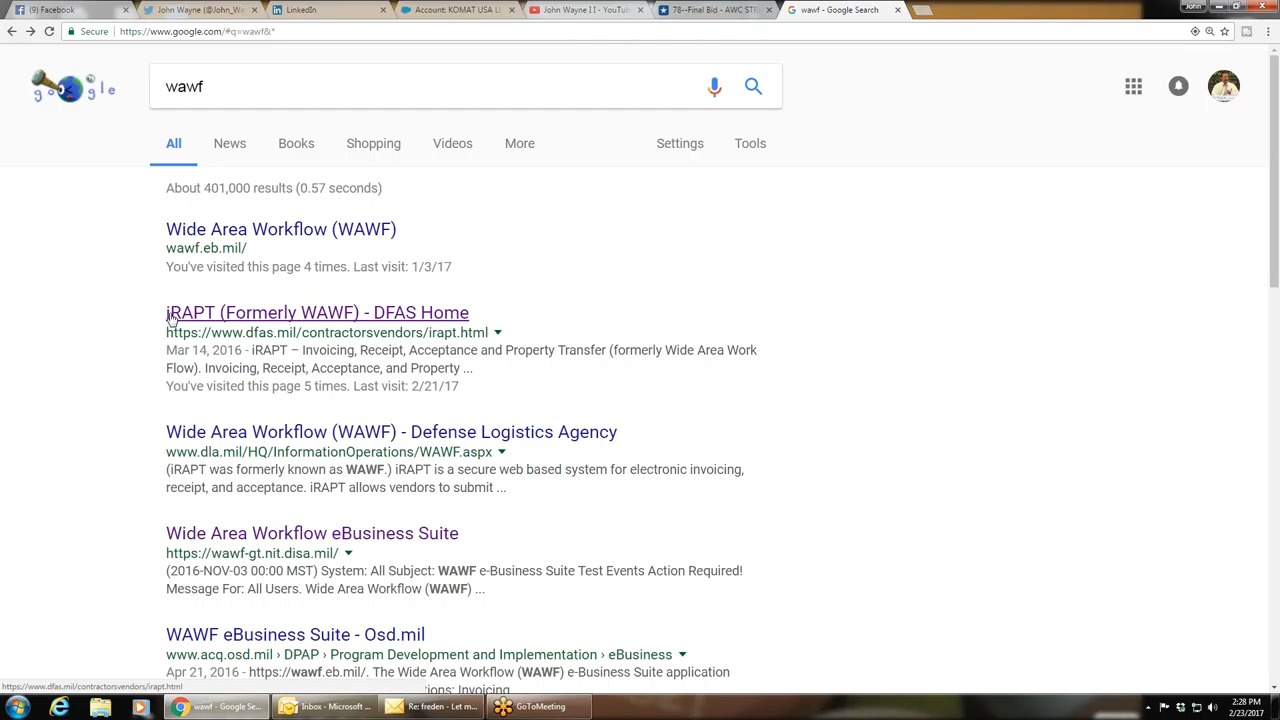 (9) Facebook
John Wayne (@John_W
LinkedIn
Account: KOMAT USA LL
John Wayne I I - YouTu
78--Final Bid - AWC STR
wawf - Google Search
John
Secure
https://www.google.com/#q=wawf&*
g gle
wawf
All
News
Books
Shopping
Videos
More
Settings
Tools
About 401,000 results (0.57 seconds)
Wide Area Workflow (WAWF)
wawf.eb.mil/
You've visited this page 4 times. Last visit: 1/3/17
iRAPT (Formerly WAWF) - DFAS Home
https://www.dfas.mil/contractorsvendors/irapt.html
Mar 14, 2016 - iRAPT – Invoicing, Receipt, Acceptance and Property Transfer (formerly Wide Area Work
Flow). Invoicing, Receipt, Acceptance, and Property ...
You've visited this page 5 times. Last visit: 2/21/17
Wide Area Workflow (WAWF) - Defense Logistics Agency
www.dla.mil/HQ/InformationOperations/WAWF.aspx
(iRAPT was formerly known as WAWF.) iRAPT is a secure web based system for electronic invoicing,
receipt, and acceptance. iRAPT allows vendors to submit ...
Wide Area Workflow eBusiness Suite
https://wawf-gt.nit.disa.mil/
(2016-NOV-03 00:00 MST) System: All Subject: WAWF e-Business Suite Test Events Action Required!
Message For: All Users. Wide Area Workflow (WAWF) ...
WAWF eBusiness Suite - Osd.mil
www.acq.osd.mil › DPAP › Program Development and Implementation › eBusiness
Apr 21, 2016 - https://wawf.eb.mil/. The Wide Area Workflow (WAWF) e-Business Suite application
tions: Invoicing
https://www.dfas.mil/contractorsvendors/irapt.html
wawf - Google Se...
Inbox - Microsoft ...
Re: freden - Let m...
GoToMeeting
2:28 PM
2/23/2017